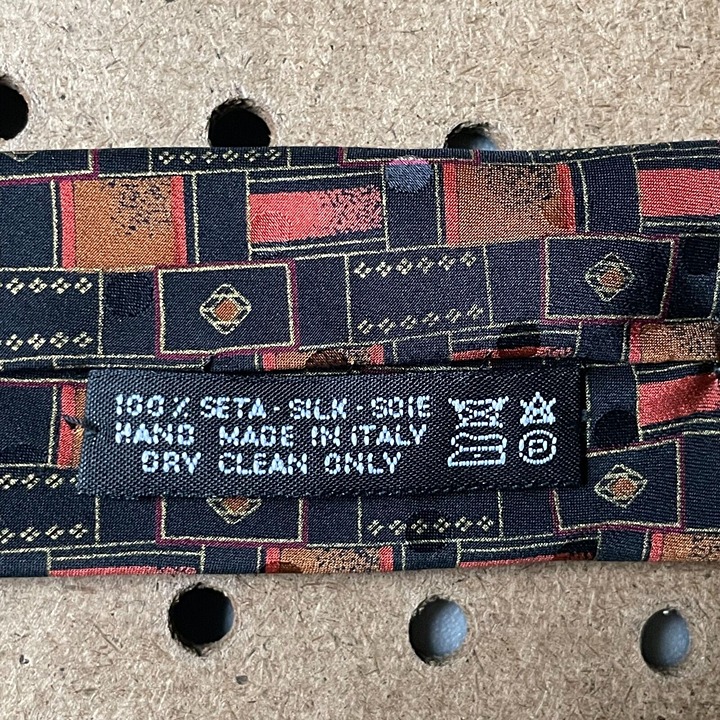 100% SETA - SILK - SOIE
HAND MADE IN ITALY
DRY CLEAN ONLY
P